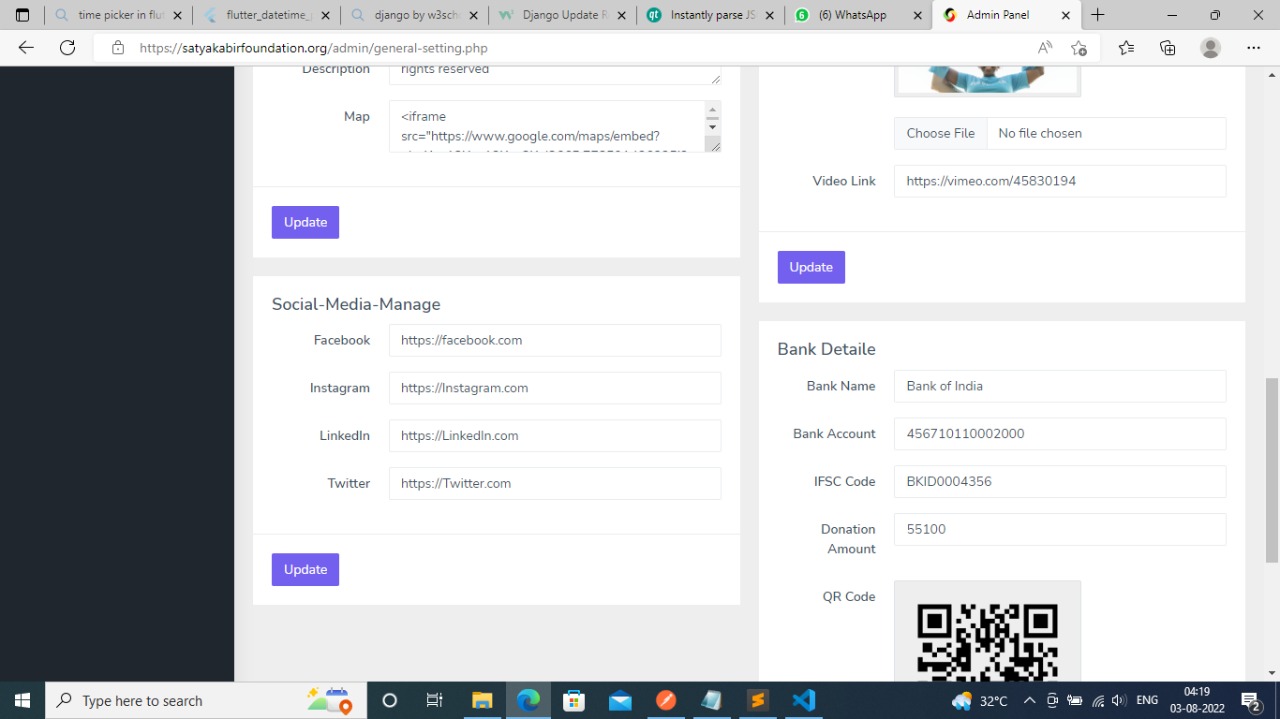 time picker in flut
flutter_datetime_
django by w3sch
Django Update R
Instantly parse JS
(6) WhatsApp
Admin Panel
https://satyakabirfoundation.org/admin/general-setting.php
Description
rights reserved
Map
<iframe
src="https://www.google.com/maps/embed?
Update
Social-Media-Manage
Facebook
https://facebook.com
Instagram
https://Instagram.com
LinkedIn
https://LinkedIn.com
Twitter
https://Twitter.com
Update
Choose File
No file chosen
Video Link
https://vimeo.com/45830194
Update
Bank Detaile
Bank Name
Bank of India
Bank Account
456710110002000
IFSC Code
BKID0004356
Donation
Amount
55100
QR Code
Type here to search
32°C
ENG
04:19
03-08-2022
2